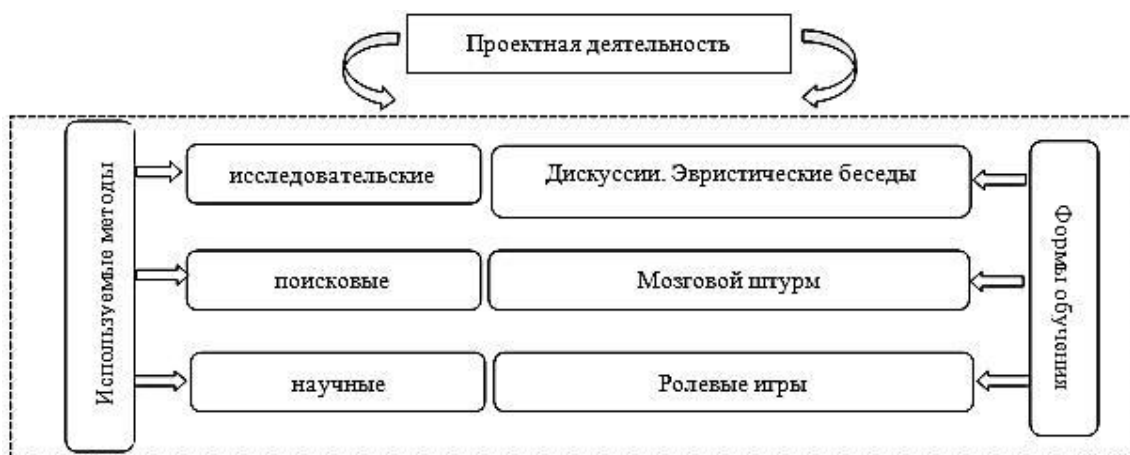 Проектная деятельность
Используемые методы
исследовательские
Дискуссии. Эвристические беседы
поисковые
Мозговой штурм
научные
Ролевые игры
Формы обучения